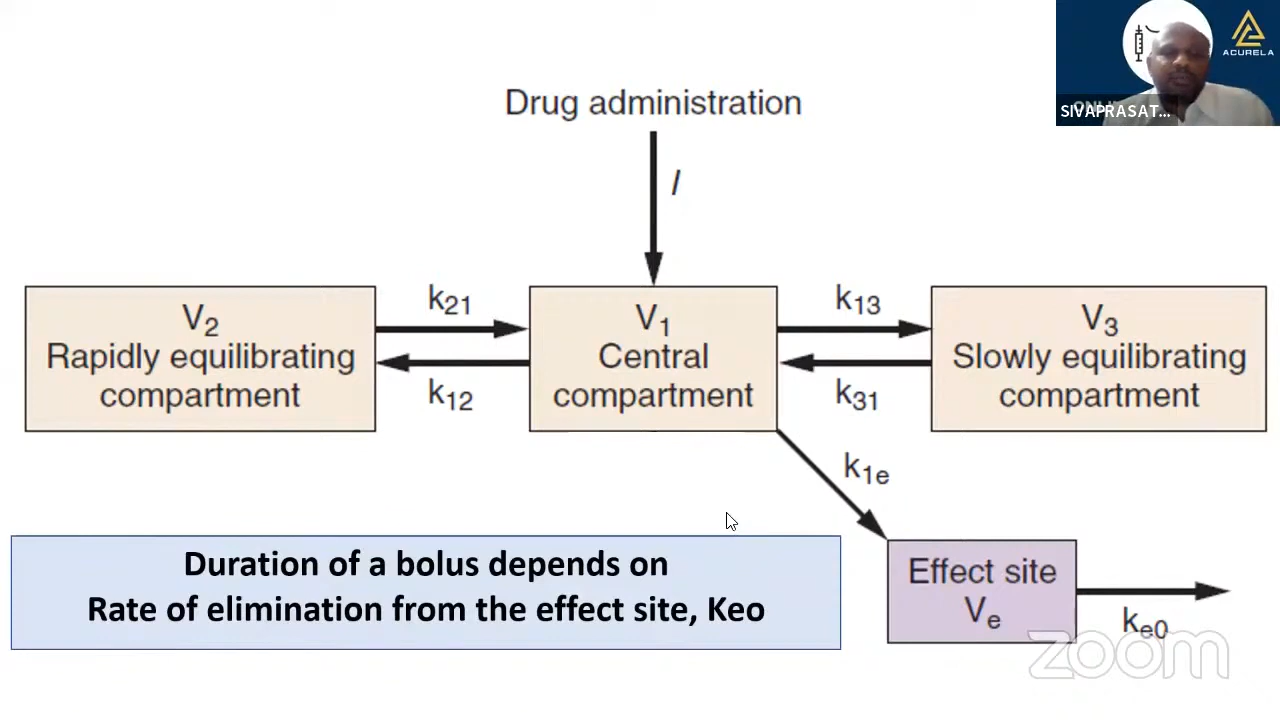 ACURELA
SIVAPRASAT...
Drug administration
I
k21
k13
V2
Rapidly equilibrating
compartment
V1
Central
compartment
V3
Slowly equilibrating
compartment
k12
k31
k1e
Duration of a bolus depends on
Rate of elimination from the effect site, Keo
Effect site
Ve
ke0
zoom